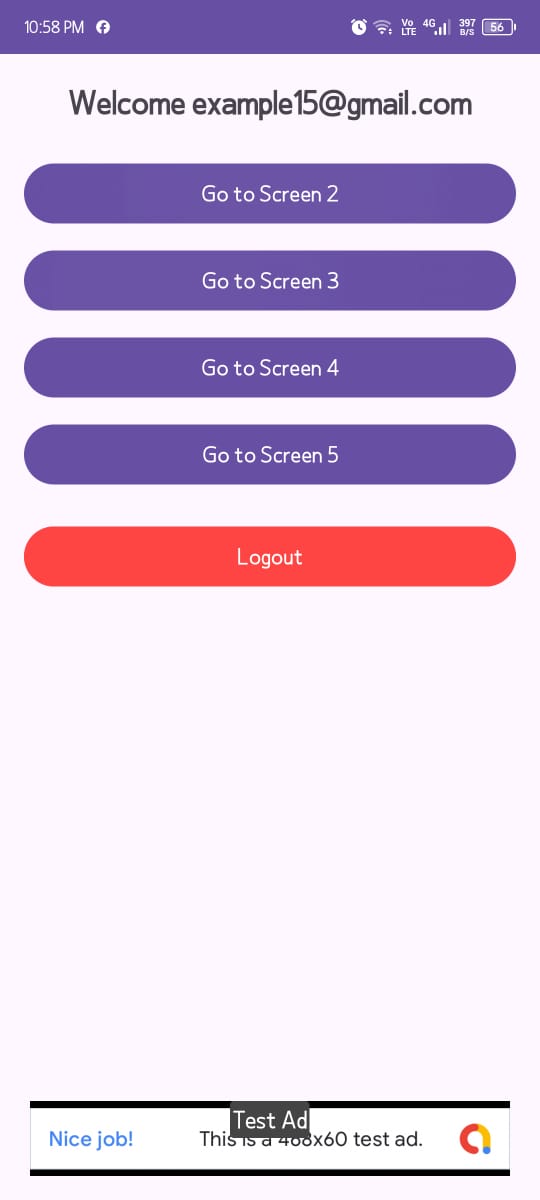 10:58 PM
Vo LTE 4G 397 B/S 56
Welcome example15@gmail.com
Go to Screen 2
Go to Screen 3
Go to Screen 4
Go to Screen 5
Logout
Test Ad
Nice job! This is a 468x60 test ad.